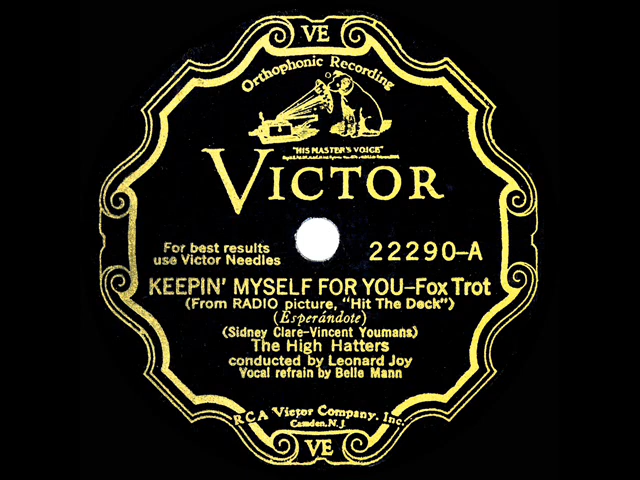 VE
Orthophonic Recording
"HIS MASTER'S VOICE"
VICTOR
For best results
use Victor Needles
22290-A
KEEPIN' MYSELF FOR YOU-Fox Trot
(From RADIO picture, "Hit The Deck")
(Esperándote)
(Sidney Clare-Vincent Youmans)
The High Hatters
conducted by Leonard Joy
Vocal refrain by Belle Mann
RCA Victor Company, Inc.
Camden, N.J.
VE